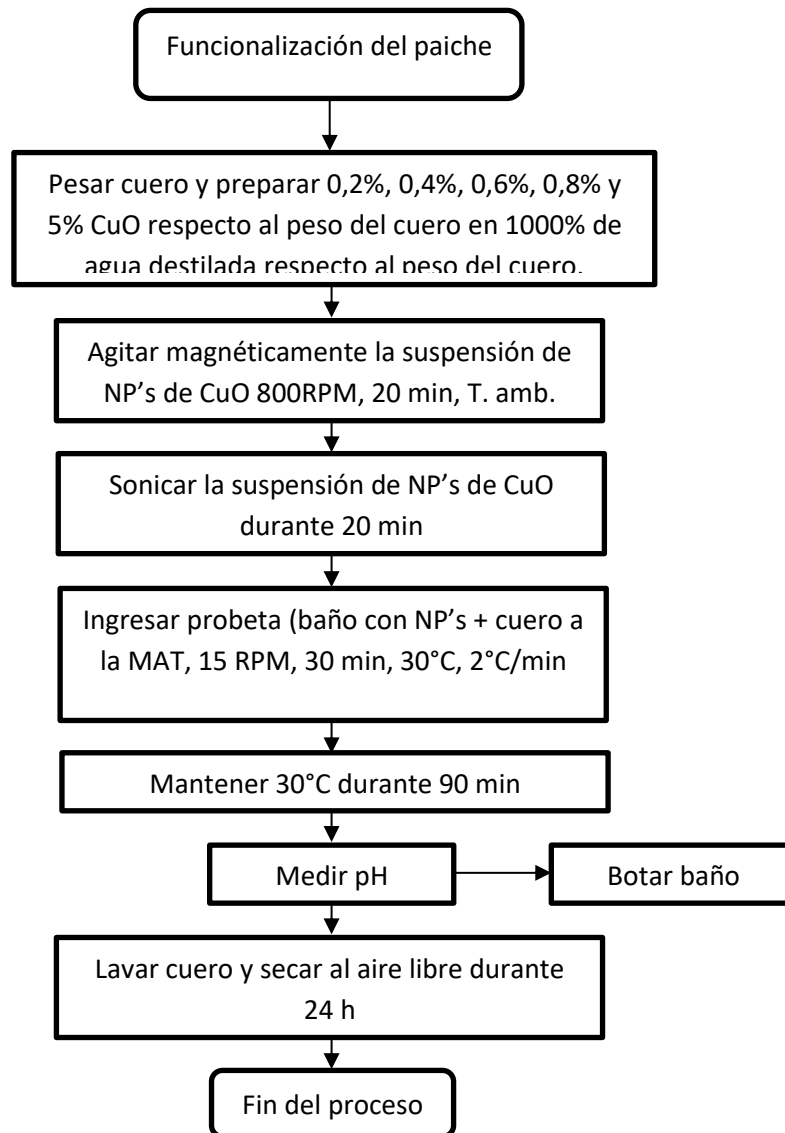 Funcionalización del paiche
Pesar cuero y preparar 0,2%, 0,4%, 0,6%, 0,8% y
5% CuO respecto al peso del cuero en 1000% de
agua destilada respecto al peso del cuero.
Agitar magnéticamente la suspensión de
NP’s de CuO 800RPM, 20 min, T. amb.
Sonicar la suspensión de NP’s de CuO
durante 20 min
Ingresar probeta (baño con NP’s + cuero a
la MAT, 15 RPM, 30 min, 30°C, 2°C/min
Mantener 30°C durante 90 min
Medir pH
Botar baño
Lavar cuero y secar al aire libre durante
24 h
Fin del proceso